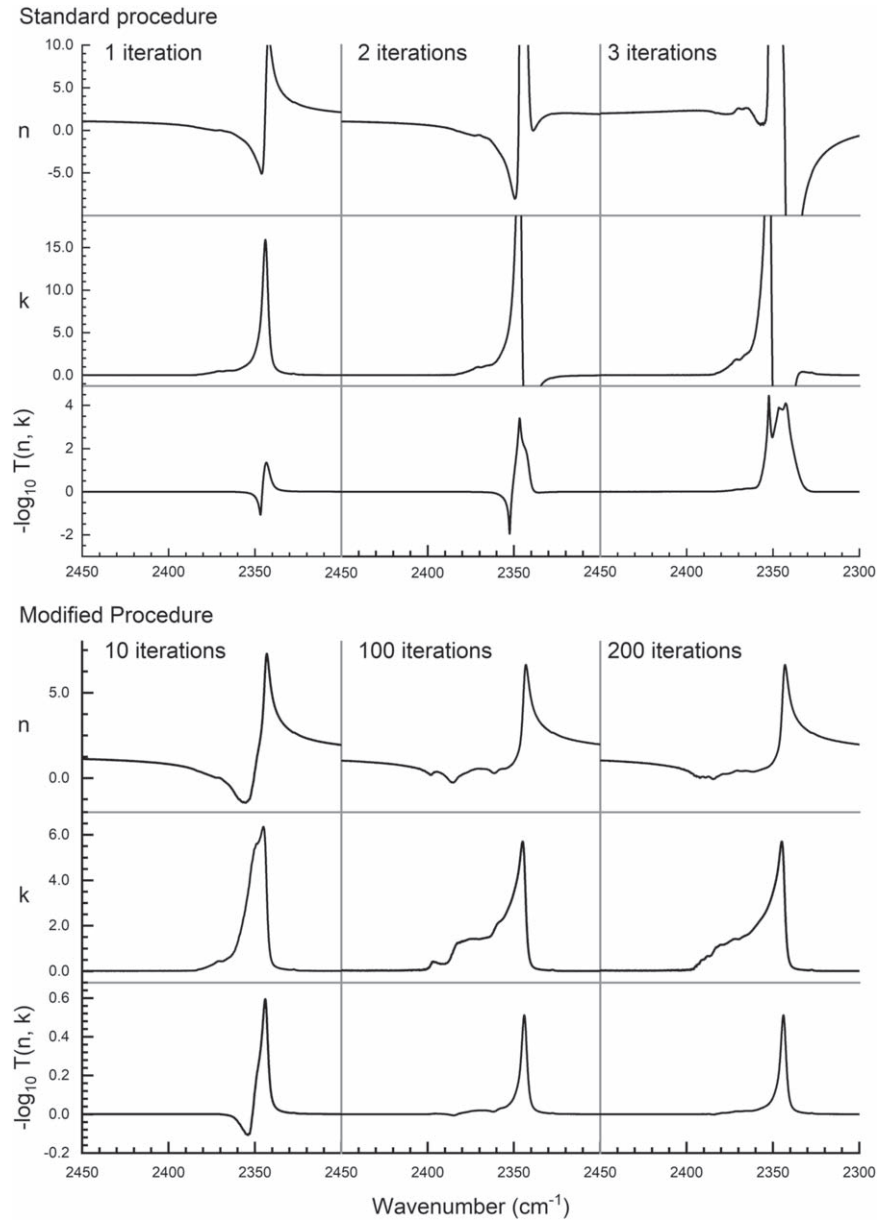 Standard procedure
1 iteration 2 iterations 3 iterations
10.0
5.0
n
0.0
-5.0
15.0
10.0
k
5.0
0.0
4
2
0
-2
-log10 T(n, k)
2450 2400 2350 2450 2400 2350 2450 2400 2350 2300
Modified Procedure
10 iterations 100 iterations 200 iterations
5.0
n
0.0
6.0
4.0
k
2.0
0.0
0.6
0.4
0.2
0.0
-0.2
-log10 T(n, k)
2450 2400 2350 2450 2400 2350 2450 2400 2350 2300
Wavenumber (cm-1)